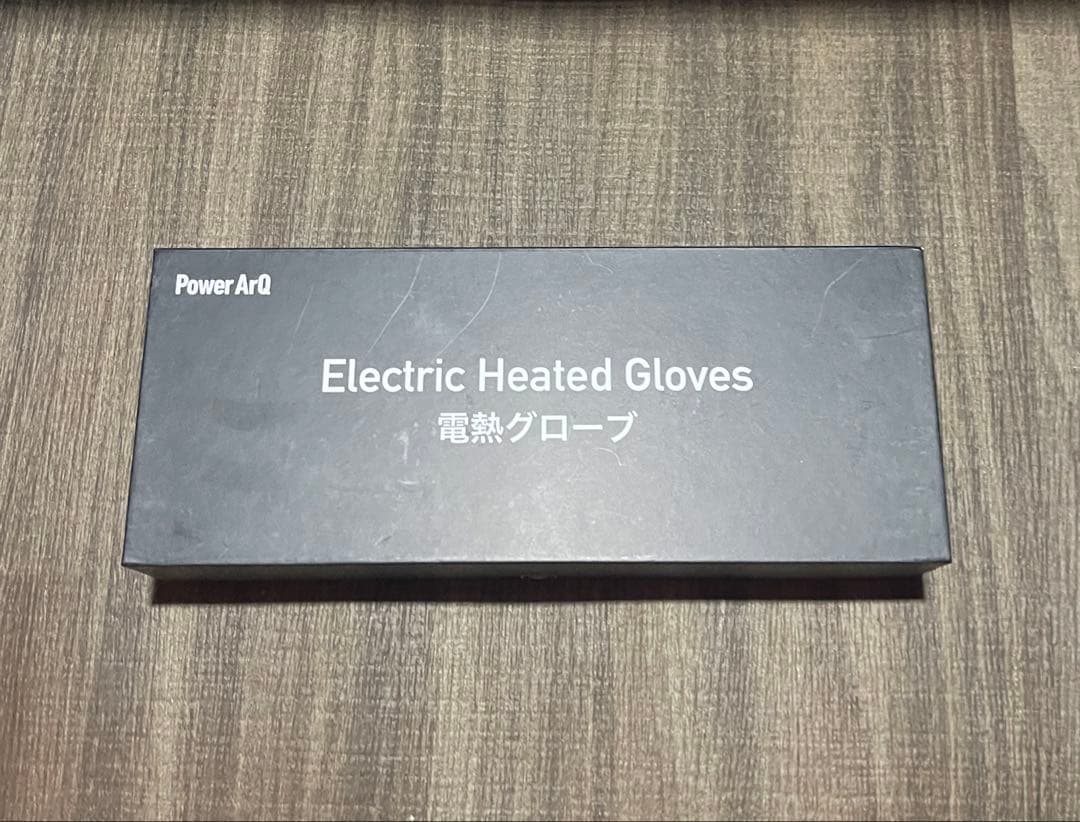 PowerArQ
Electric Heated Gloves
電熱グローブ